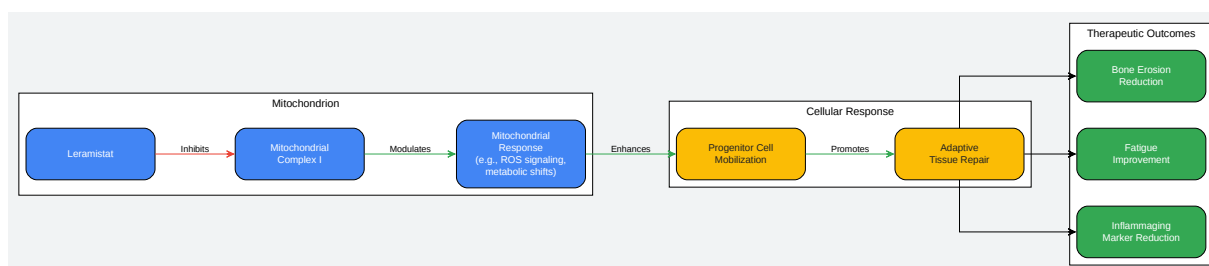 Mitochondrion
Leramistat
Inhibits
Mitochondrial
Complex I
Modulates
Mitochondrial
Response
(e.g., ROS signaling,
metabolic shifts)
Enhances
Cellular Response
Progenitor Cell
Mobilization
Promotes
Adaptive
Tissue Repair
Therapeutic Outcomes
Bone Erosion
Reduction
Fatigue
Improvement
Inflammaging
Marker Reduction